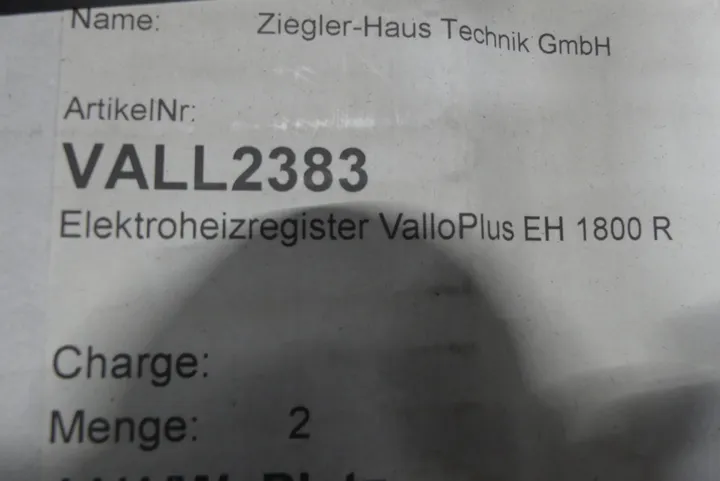 Name: Ziegler-Haus Technik GmbH
ArtikelNr:
VALL2383
Elektroheizregister ValloPlus EH 1800 R
Charge:
Menge: 2